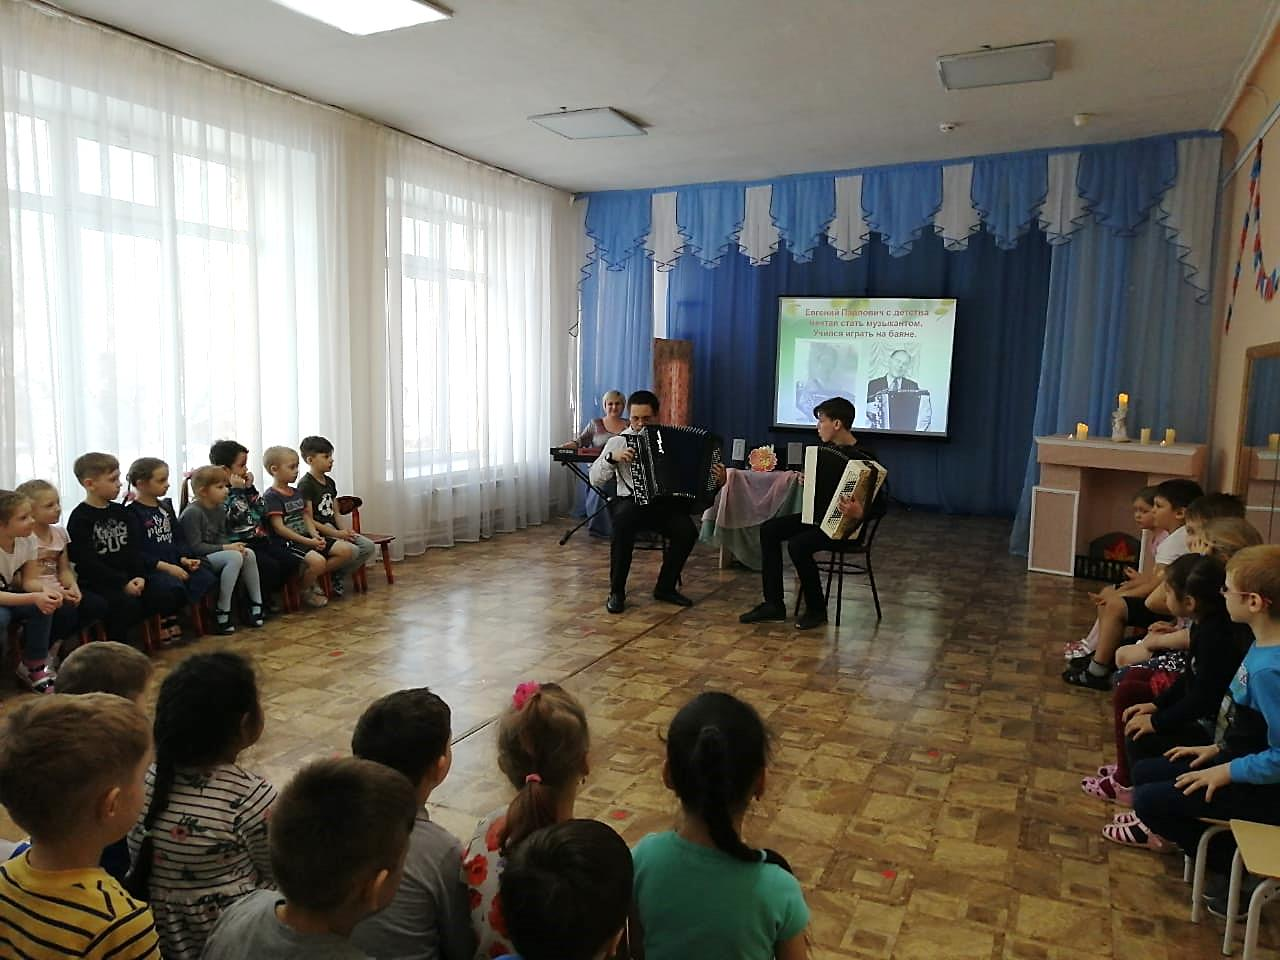 Евгений Павлович с детства
мечтал стать музыкантом.
Учился играть на баяне.